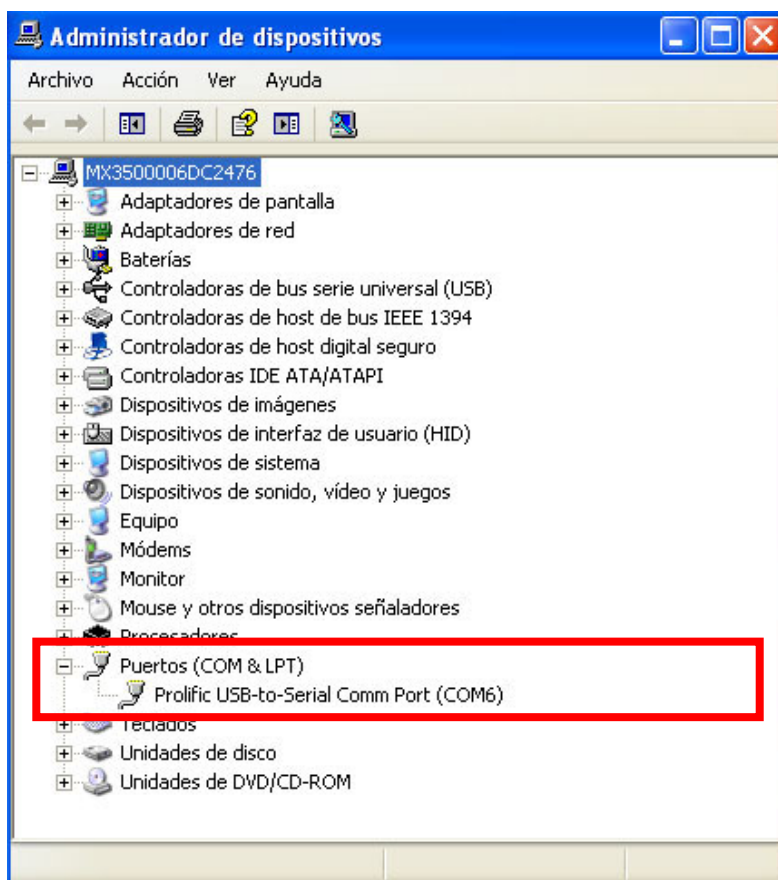 Administrador de dispositivos
Archivo Acción Ver Ayuda
MX3500006DC2476
Adaptadores de pantalla
Adaptadores de red
Baterías
Controladoras de bus serie universal (USB)
Controladoras de host de bus IEEE 1394
Controladoras de host digital seguro
Controladoras IDE ATA/ATAPI
Dispositivos de imágenes
Dispositivos de interfaz de usuario (HID)
Dispositivos de sistema
Dispositivos de sonido, vídeo y juegos
Equipo
Módems
Monitor
Mouse y otros dispositivos señaladores
Procesadores
Puertos (COM & LPT)
Prolific USB-to-Serial Comm Port (COM6)
Teclados
Unidades de disco
Unidades de DVD/CD-ROM